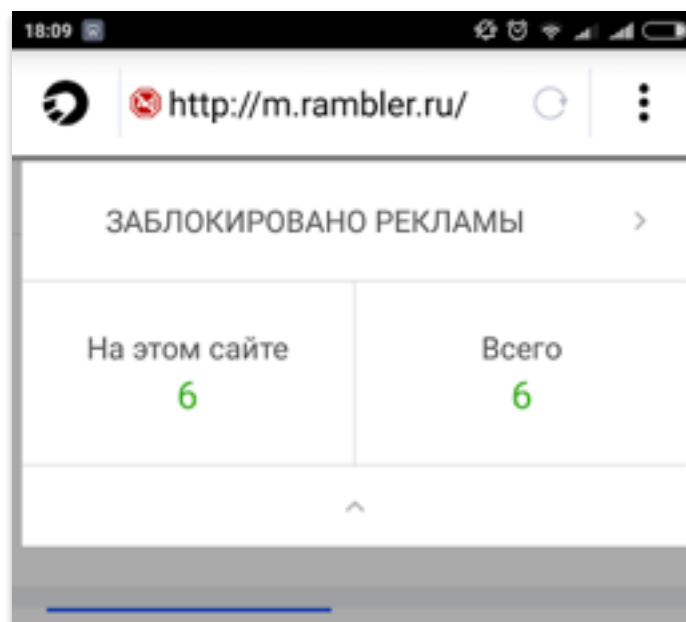 18:09
http://m.rambler.ru/
ЗАБЛОКИРОВАНО РЕКЛАМЫ
На этом сайте
6
Всего
6